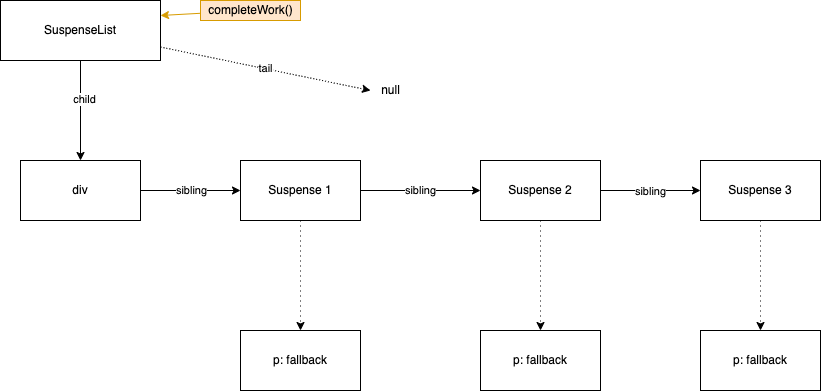 completeWork()
SuspenseList
tail
null
child
div
sibling
Suspense 1
sibling
Suspense 2
sibling
Suspense 3
p: fallback
p: fallback
p: fallback